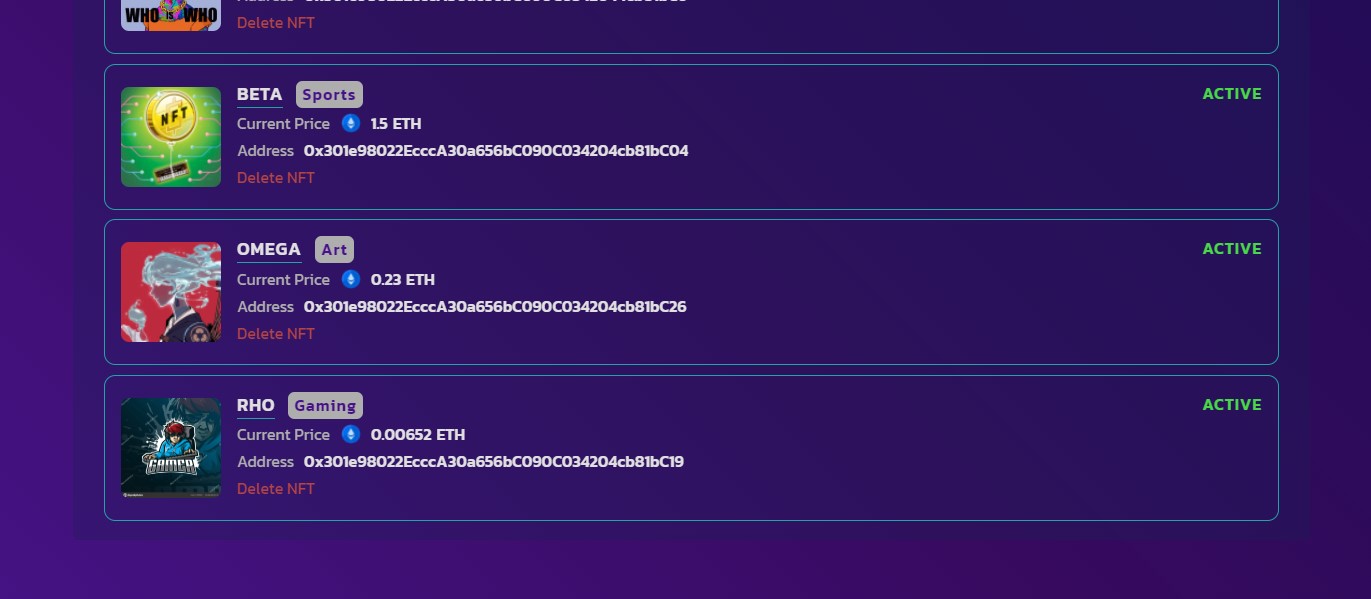 WHO IS WHO
Delete NFT
BETA Sports
ACTIVE
NFT
Current Price 1.5 ETH
Address 0x301e98022EcccA30a656bC090C034204cb81bC04
Delete NFT
OMEGA Art
ACTIVE
Current Price 0.23 ETH
Address 0x301e98022EcccA30a656bC090C034204cb81bC26
Delete NFT
RHO Gaming
ACTIVE
Current Price 0.00652 ETH
GAMER
Address 0x301e98022EcccA30a656bC090C034204cb81bC19
Delete NFT